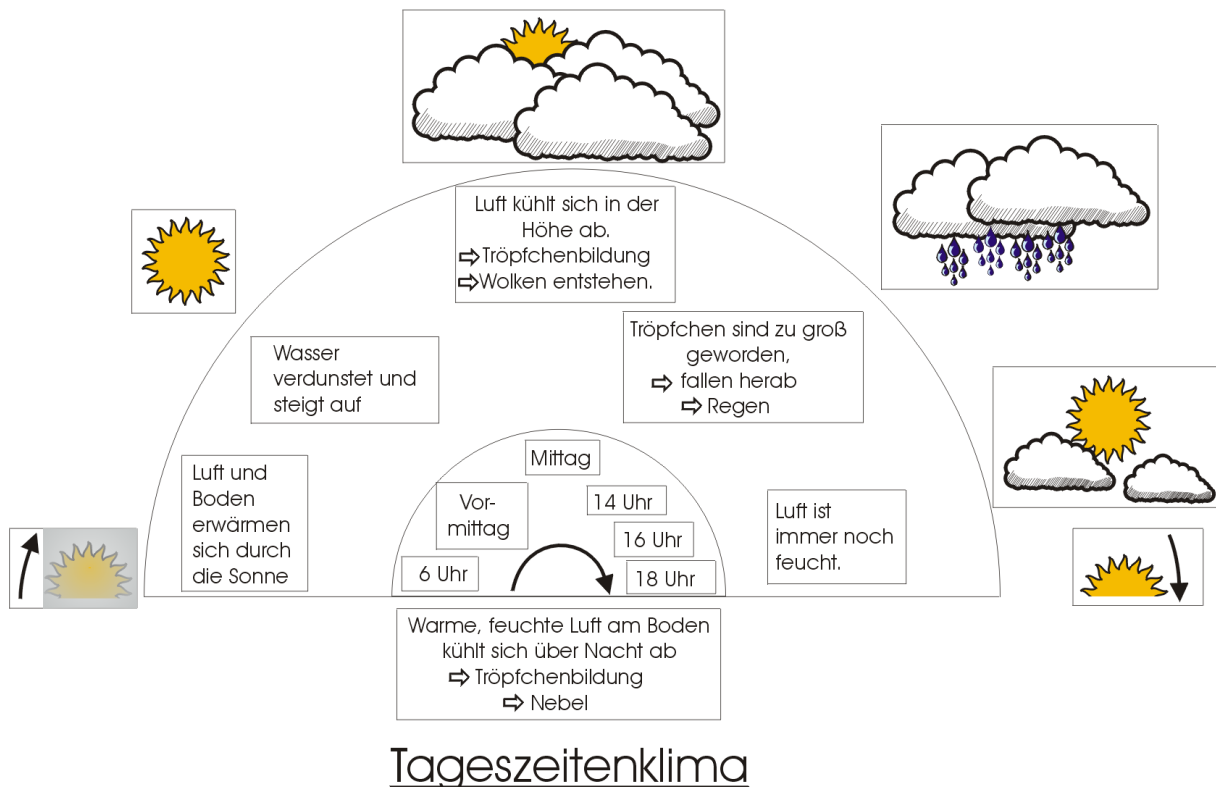 Luft kühlt sich in der
Höhe ab.
⇨ Tröpfchenbildung
⇨ Wolken entstehen.
Wasser
verdunstet und
steigt auf
Tröpfchen sind zu groß
geworden,
⇨ fallen herab
⇨ Regen
Luft und
Boden
erwärmen
sich durch
die Sonne
Mittag
Vor-
mittag
14 Uhr
16 Uhr
6 Uhr
18 Uhr
Luft ist
immer noch
feucht.
Warme, feuchte Luft am Boden
kühlt sich über Nacht ab
⇨ Tröpfchenbildung
⇨ Nebel
Tageszeitenklima